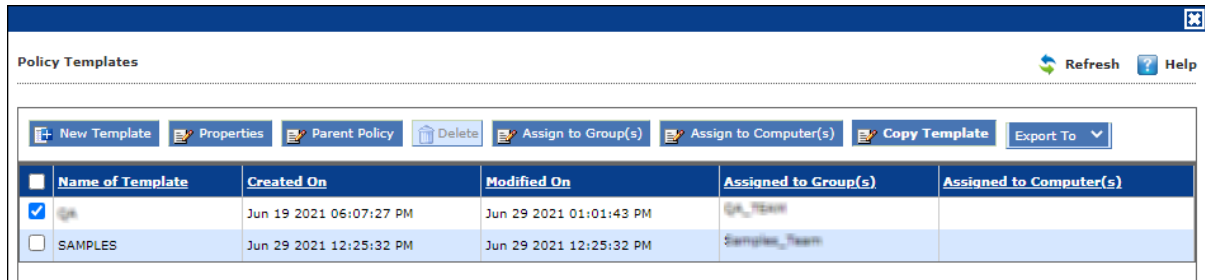 Policy Templates Refresh Help
New Template Properties Parent Policy Delete Assign to Group(s) Assign to Computer(s) Copy Template Export To
Name of Template Created On Modified On Assigned to Group(s) Assigned to Computer(s)
Jun 19 2021 06:07:27 PM Jun 29 2021 01:01:43 PM
SAMPLES Jun 29 2021 12:25:32 PM Jun 29 2021 12:25:32 PM